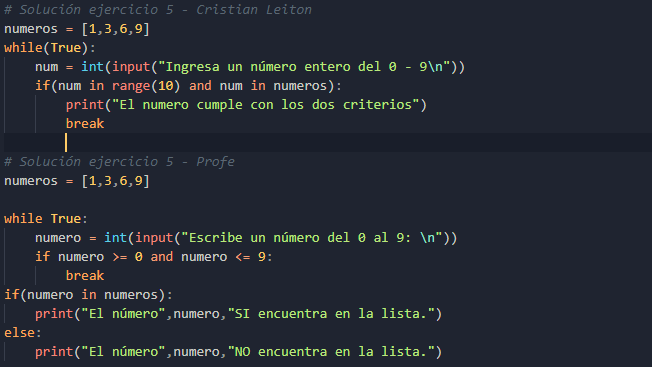 # Solución ejercicio 5 - Cristian Leiton
numeros = [1,3,6,9]
while(True):
    num = int(input("Ingresa un número entero del 0 - 9\n"))
    if(num in range(10) and num in numeros):
        print("El numero cumple con los dos criterios")
        break
# Solución ejercicio 5 - Profe
numeros = [1,3,6,9]
while True:
    numero = int(input("Escribe un número del 0 al 9: \n"))
    if numero >= 0 and numero <= 9:
        break
if(numero in numeros):
    print("El número",numero,"SI encuentra en la lista.")
else:
    print("El número",numero,"NO encuentra en la lista.")